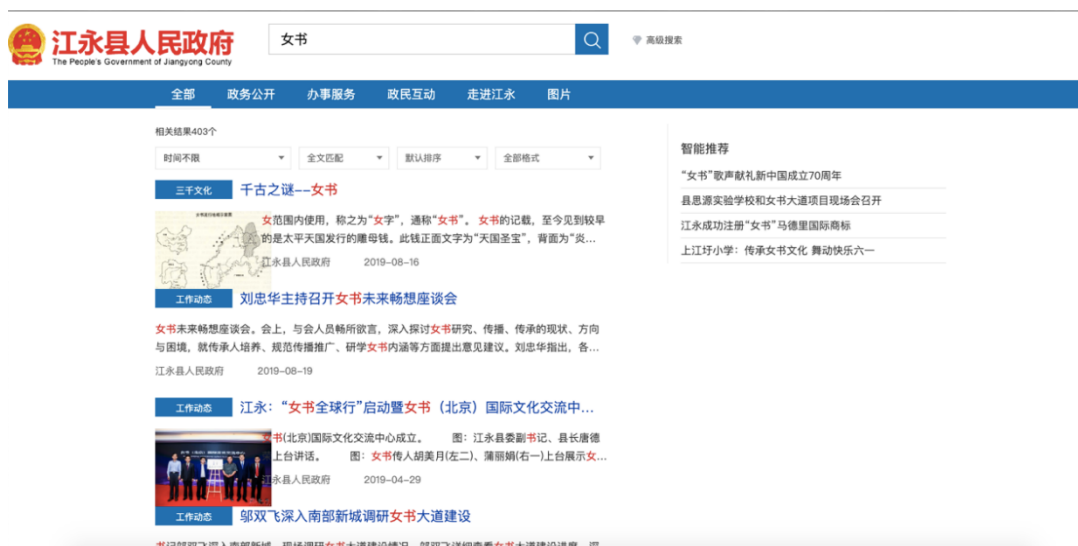 江永县人民政府
The People's Government of Jiangyong County
女书
高级搜索
全部 政务公开 办事服务 政民互动 走进江永 图片
相关结果403个
时间不限 全文匹配 默认排序 全部格式
三千文化 千古之谜--女书
女范围内使用，称之为“女字”，通称“女书”。 女书的记载，至今见到较早
的是太平天国发行的雕母钱。此钱正面文字为“天国圣宝”，背面为“炎...
江永县人民政府 2019-08-16
工作动态 刘忠华主持召开女书未来畅想座谈会
女书未来畅想座谈会。会上，与会人员畅所欲言，深入探讨女书研究、传播、传承的现状、方向
与困境，就传承人培养、规范传播推广、研学女书内涵等方面提出意见建议。刘忠华指出，各...
江永县人民政府 2019-08-19
工作动态 江永：“女书全球行”启动暨女书（北京）国际文化交流中...
女书(北京)国际文化交流中心成立。 图：江永县委副书记、县长唐德
上台讲话。 图：女书传人胡美月(左二)、蒲丽娟(右一)上台展示女...
江永县人民政府 2019-04-29
工作动态 邬双飞深入南部新城调研女书大道建设
智能推荐
“女书”歌声献礼新中国成立70周年
县思源实验学校和女书大道项目现场会召开
江永成功注册“女书”马德里国际商标
上江圩小学：传承女书文化 舞动快乐六一